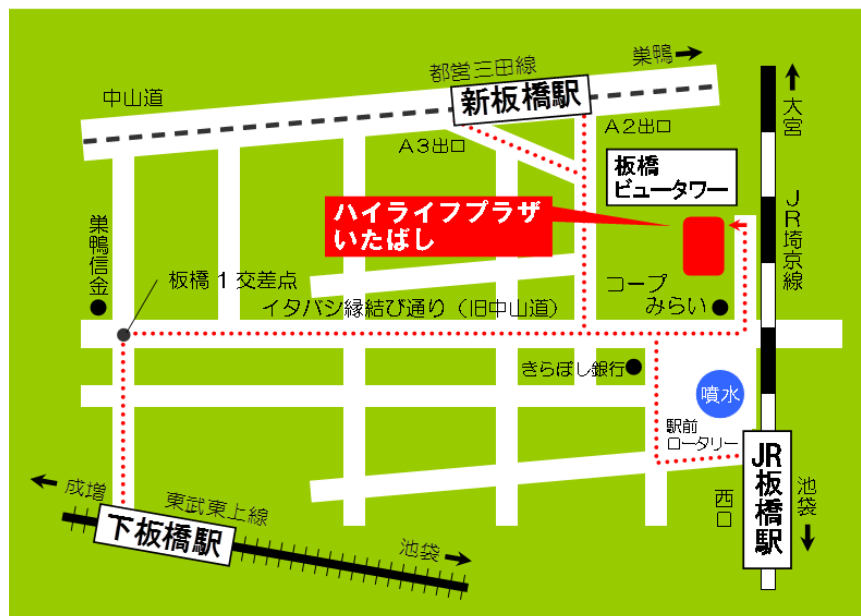 巣鴨
都営三田線
中山道
新板橋駅
大宮
A2出口
A3出口
板橋
ビュータワー
JR埼京線
ハイライフプラザ
いたばし
巣鴨信金
板橋1交差点
コープ
みらい
イタバシ縁結び通り（旧中山道）
きらぼし銀行
噴水
駅前
ロータリー
JR板橋駅
西口
池袋
成増
東武東上線
下板橋駅
池袋